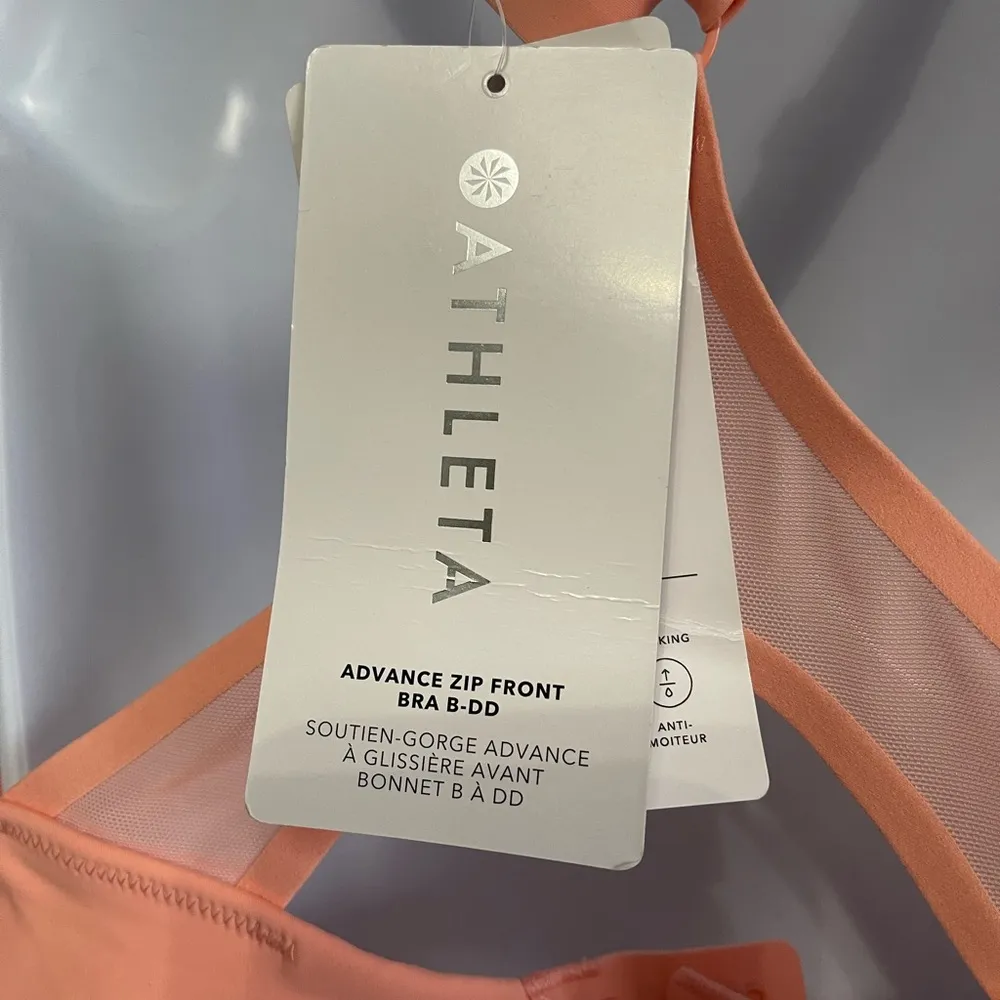 ATHLETA
ADVANCE ZIP FRONT
BRA B-DD
SOUTIEN-GORGE ADVANCE
À GLISSIÈRE AVANT
BONNET B À DD
KING
ANTI-
MOITEUR